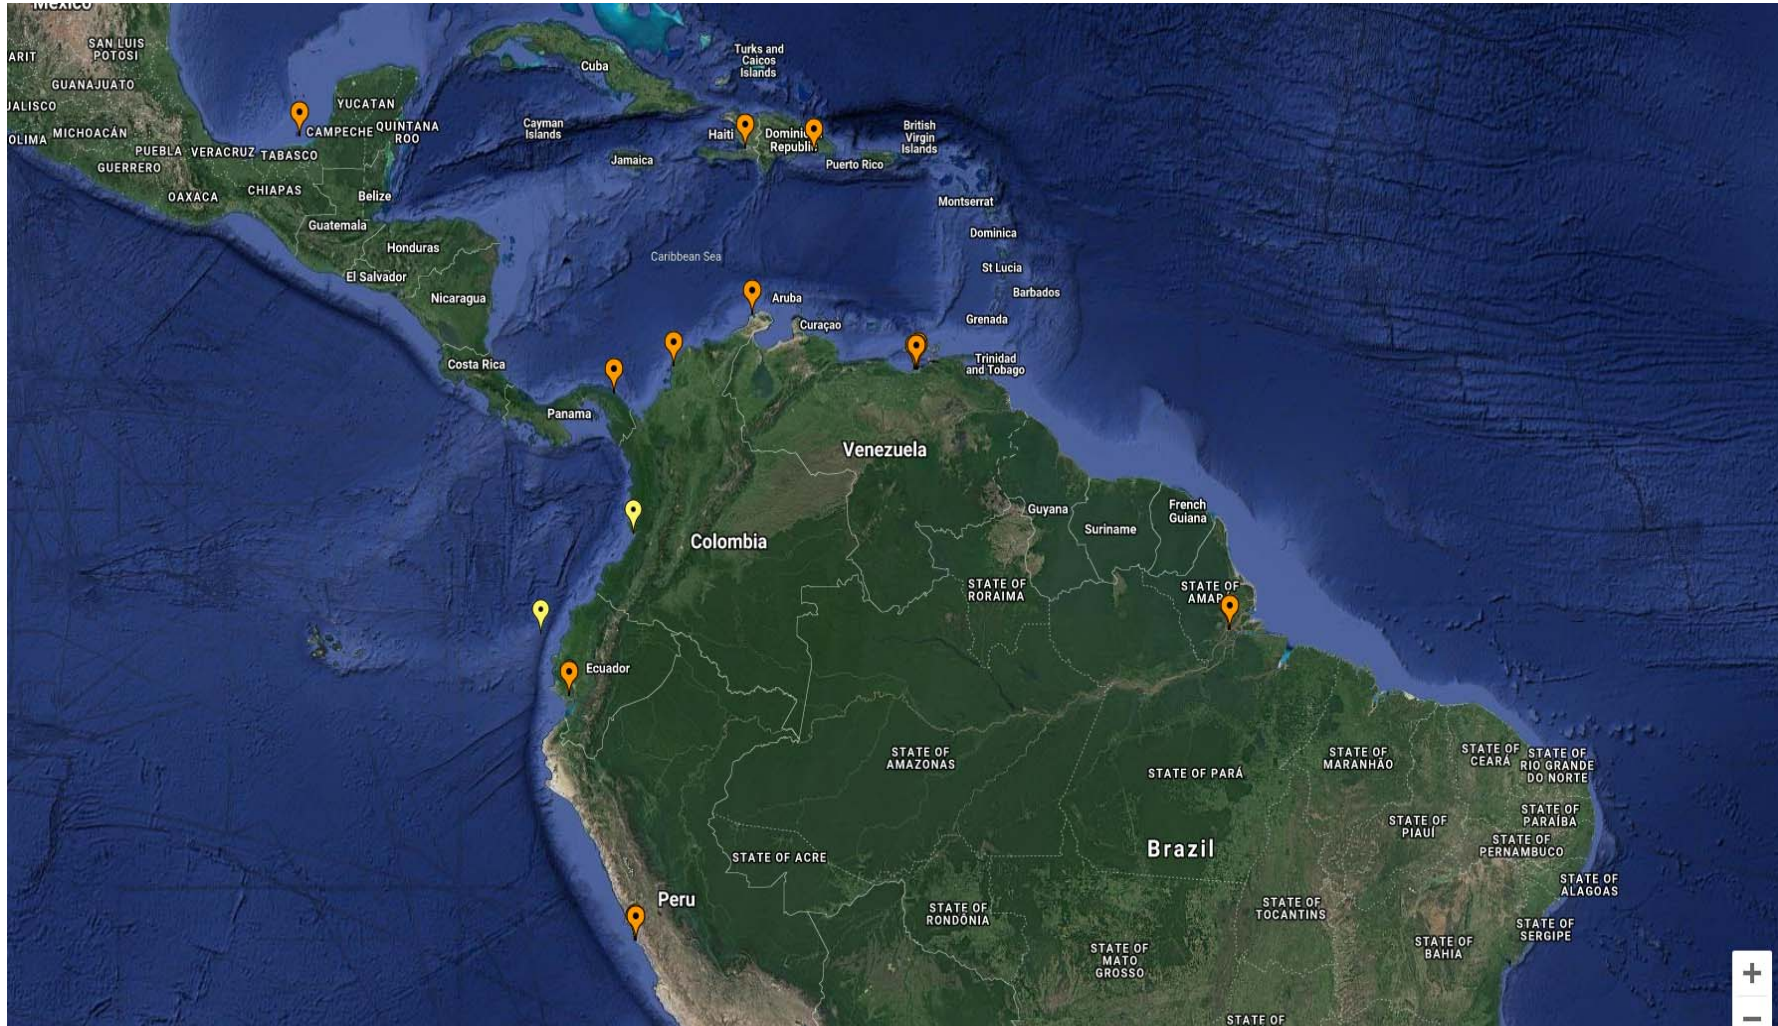 Mexico
SAN LUIS
POTOSI
ARIT
GUANAJUATO
JALISCO
YUCATAN
CAMPECHE
QUINTANA
ROO
OLIMA
MICHOACÁN
PUEBLA
VERACRUZ
TABASCO
GUERRERO
OAXACA
CHIAPAS
Belize
Guatemala
Honduras
El Salvador
Nicaragua
Costa Rica
Panama
Cuba
Turks and
Caicos
Islands
Cayman
Islands
Jamaica
Haiti
Dominican
Republic
Puerto Rico
British
Virgin
Islands
Montserrat
Dominica
St Lucia
Barbados
Grenada
Caribbean Sea
Aruba
Curaçao
Trinidad
and Tobago
Venezuela
Guyana
Suriname
French
Guiana
Colombia
STATE OF
RORAIMA
STATE OF
AMAPÁ
Ecuador
STATE OF
AMAZONAS
STATE OF PARÁ
STATE OF
MARANHÃO
STATE OF
CEARÁ
STATE OF
RIO GRANDE
DO NORTE
STATE OF
PARAÍBA
STATE OF
PIAUÍ
STATE OF
PERNAMBUCO
Brazil
STATE OF ACRE
STATE OF
ALAGOAS
Peru
STATE OF
RONDÔNIA
STATE OF
TOCANTINS
STATE OF
SERGIPE
STATE OF
BAHIA
STATE OF
MATO
GROSSO
STATE OF
+
−